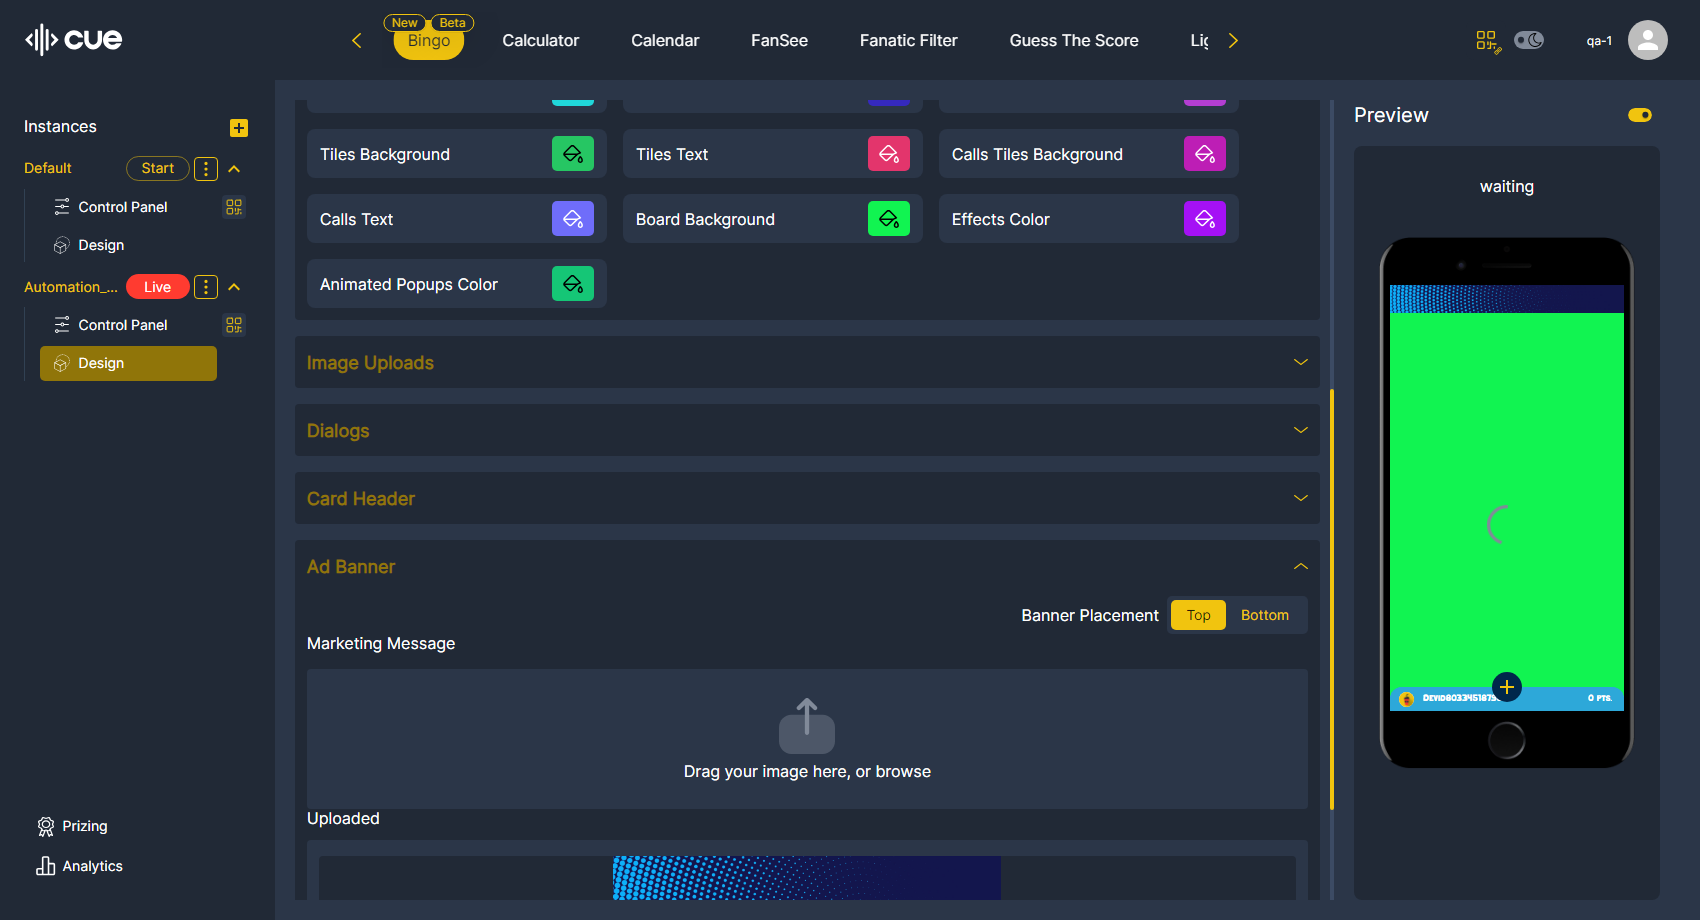 cue
New Beta
Bingo
Calculator
Calendar
FanSee
Fanatic Filter
Guess The Score
qa-1
Instances
Default
Start
Control Panel
Design
Automation_...
Live
Control Panel
Design
Prizing
Analytics
Tiles Background
Tiles Text
Calls Tiles Background
Calls Text
Board Background
Effects Color
Animated Popups Color
Image Uploads
Dialogs
Card Header
Ad Banner
Banner Placement Top Bottom
Marketing Message
Drag your image here, or browse
Uploaded
Preview
waiting
0 PTS.